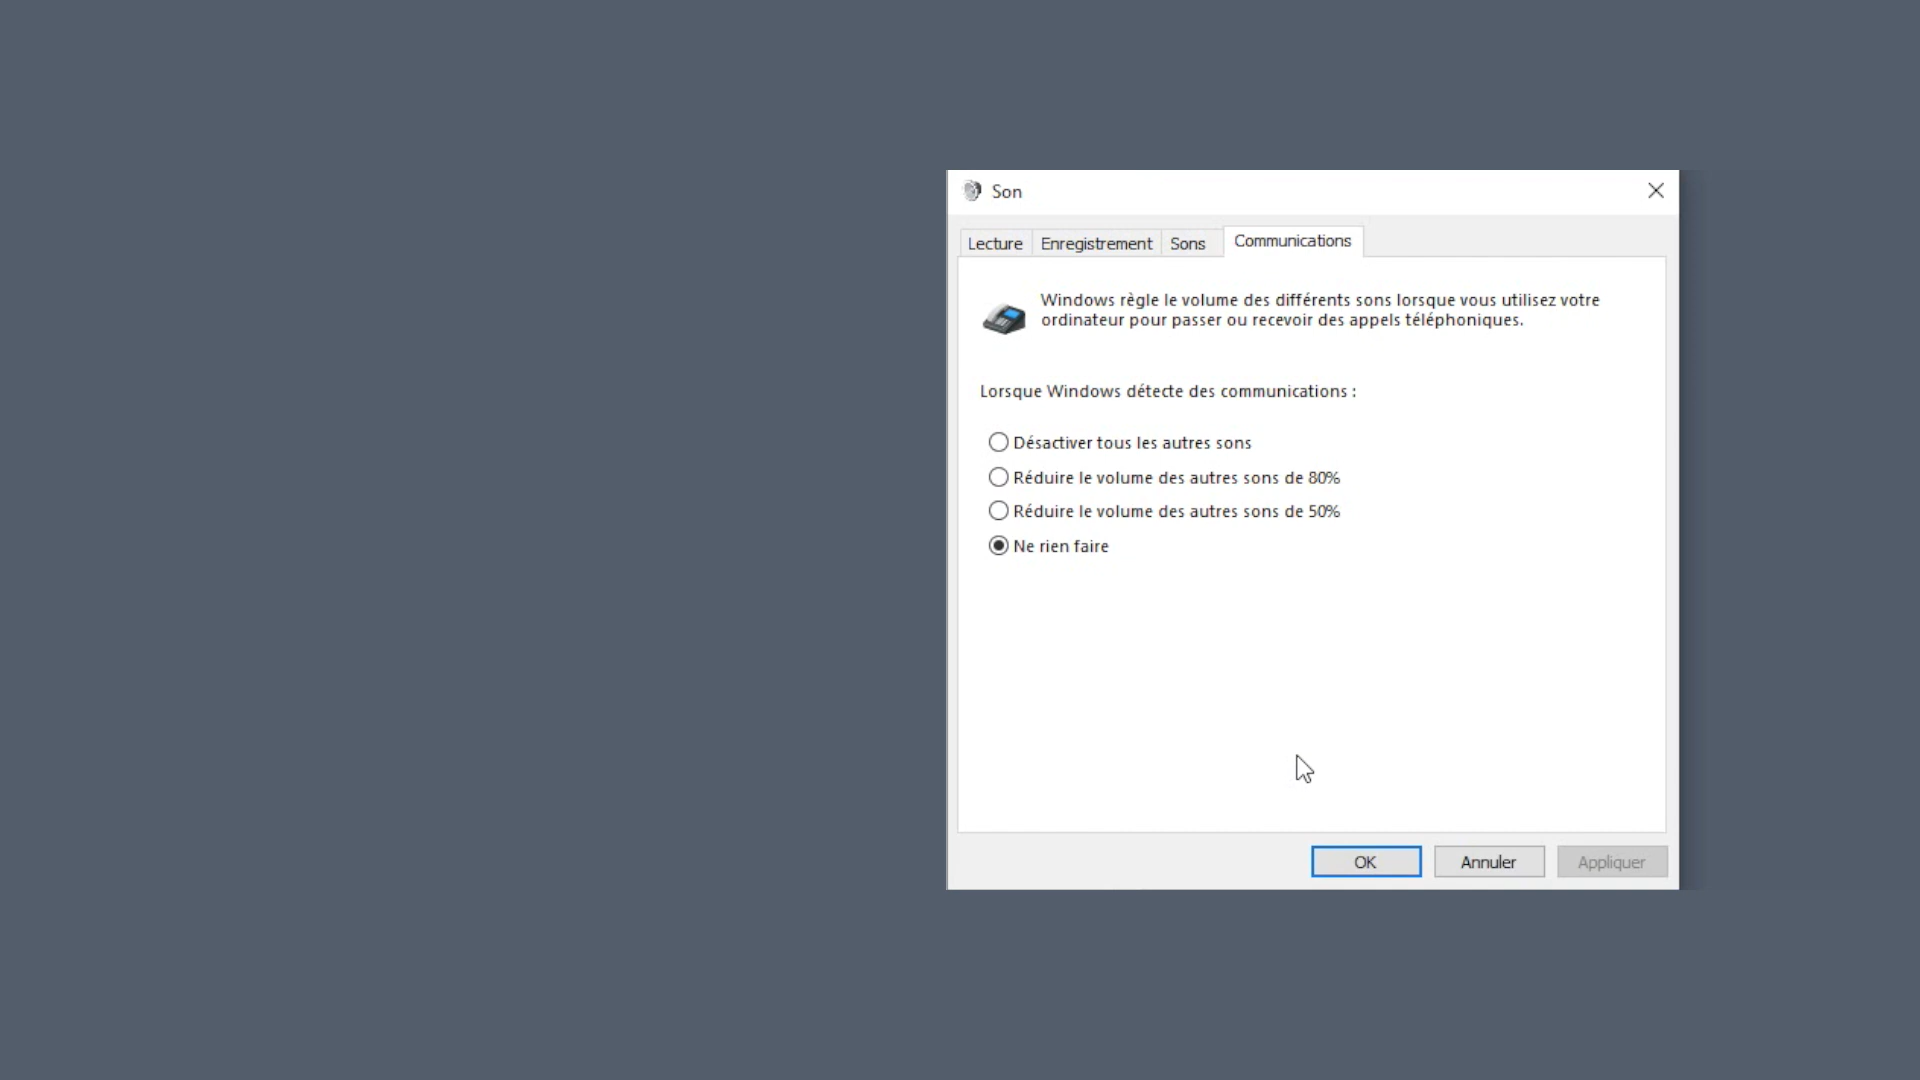 Son
Lecture
Enregistrement
Sons
Communications
Windows règle le volume des différents sons lorsque vous utilisez votre
ordinateur pour passer ou recevoir des appels téléphoniques.
Lorsque Windows détecte des communications :
Désactiver tous les autres sons
Réduire le volume des autres sons de 80%
Réduire le volume des autres sons de 50%
Ne rien faire
OK
Annuler
Appliquer